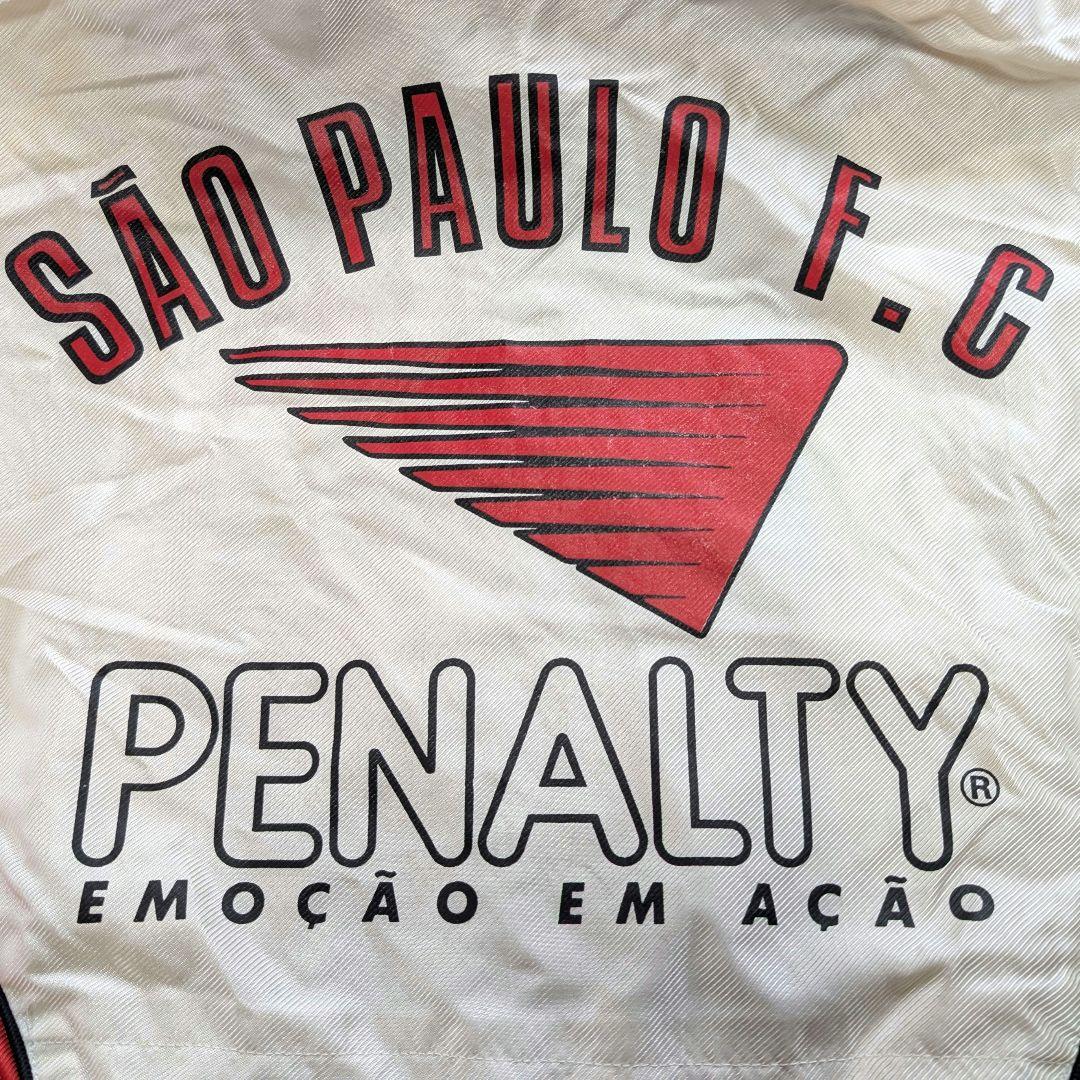 SÃO PAULO F.C
PENALTY®
EMOÇÃO EM AÇÃO